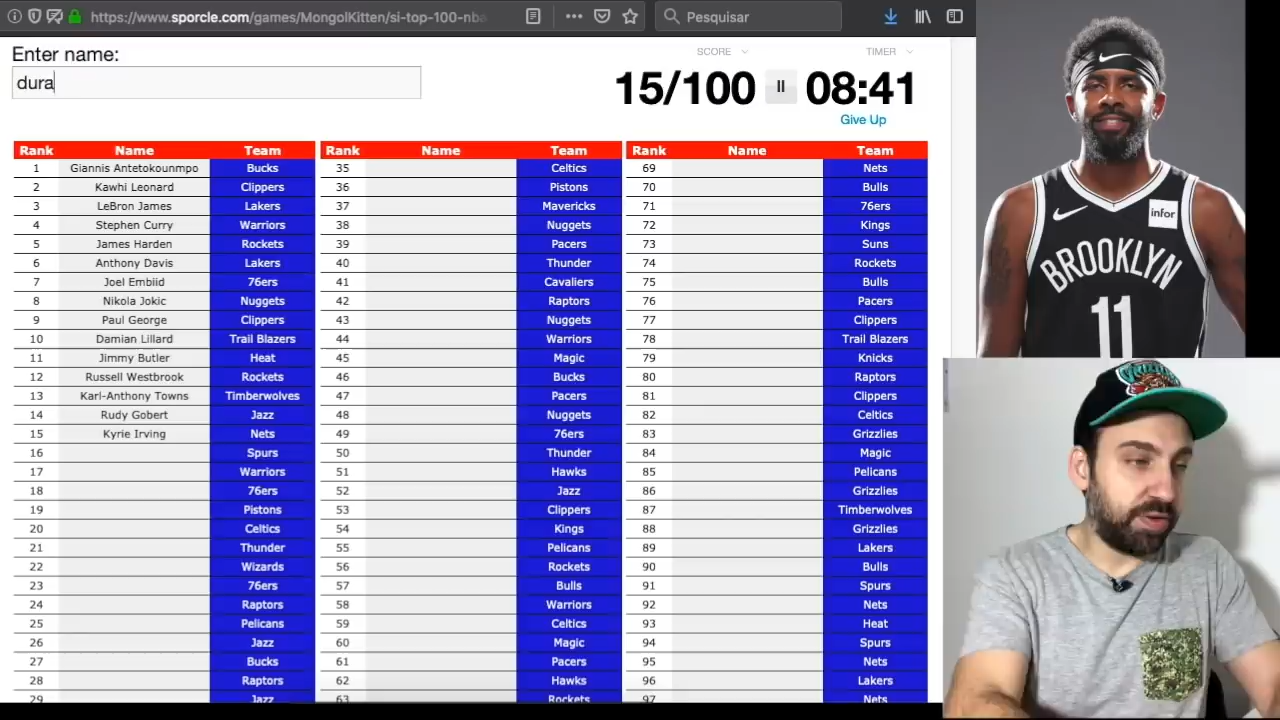 https://www.sporcle.com/games/MongolKitten/si-top-100-nba
Pesquisar
Enter name:
dura
SCORE
TIMER
15/100
08:41
Give Up
Rank Name Team Rank Name Team Rank Name Team
1 Giannis Antetokounmpo Bucks 35 Celtics 69 Nets
2 Kawhi Leonard Clippers 36 Pistons 70 Bulls
3 LeBron James Lakers 37 Mavericks 71 76ers
4 Stephen Curry Warriors 38 Nuggets 72 Kings
5 James Harden Rockets 39 Pacers 73 Suns
6 Anthony Davis Lakers 40 Thunder 74 Rockets
7 Joel Embiid 76ers 41 Cavaliers 75 Bulls
8 Nikola Jokic Nuggets 42 Raptors 76 Pacers
9 Paul George Clippers 43 Nuggets 77 Clippers
10 Damian Lillard Trail Blazers 44 Warriors 78 Trail Blazers
11 Jimmy Butler Heat 45 Magic 79 Knicks
12 Russell Westbrook Rockets 46 Bucks 80 Raptors
13 Karl-Anthony Towns Timberwolves 47 Pacers 81 Clippers
14 Rudy Gobert Jazz 48 Nuggets 82 Celtics
15 Kyrie Irving Nets 49 76ers 83 Grizzlies
16 Spurs 50 Thunder 84 Magic
17 Warriors 51 Hawks 85 Pelicans
18 76ers 52 Jazz 86 Grizzlies
19 Pistons 53 Clippers 87 Timberwolves
20 Celtics 54 Kings 88 Grizzlies
21 Thunder 55 Pelicans 89 Lakers
22 Wizards 56 Rockets 90 Bulls
23 76ers 57 Bulls 91 Spurs
24 Raptors 58 Warriors 92 Nets
25 Pelicans 59 Celtics 93 Heat
26 Jazz 60 Magic 94 Spurs
27 Bucks 61 Pacers 95 Nets
28 Raptors 62 Hawks 96 Lakers
29 Jazz 63 Rockets 97 Nets
infor
BROOKLYN
11